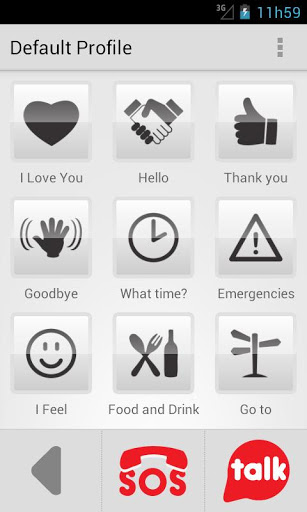 3G 11h59
Default Profile
I Love You Hello Thank you
Goodbye What time? Emergencies
I Feel Food and Drink Go to
SOS talk